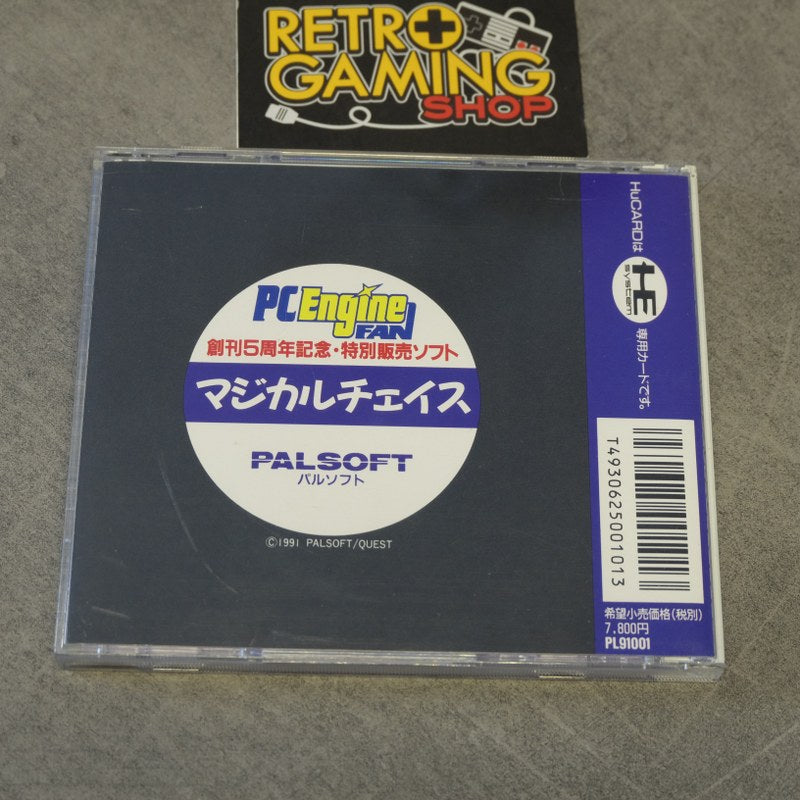 RETRO
GAMING
SHOP
PC Engine
FAN
創刊5周年記念・特別販売ソフト
マジカルチェイス
PALSOFT
パルソフト
©1991 PALSOFT/QUEST
HuCARDは
HE
system
専用カードです。
T4930625001013
希望小売価格(税別)
7,800円
PL91001